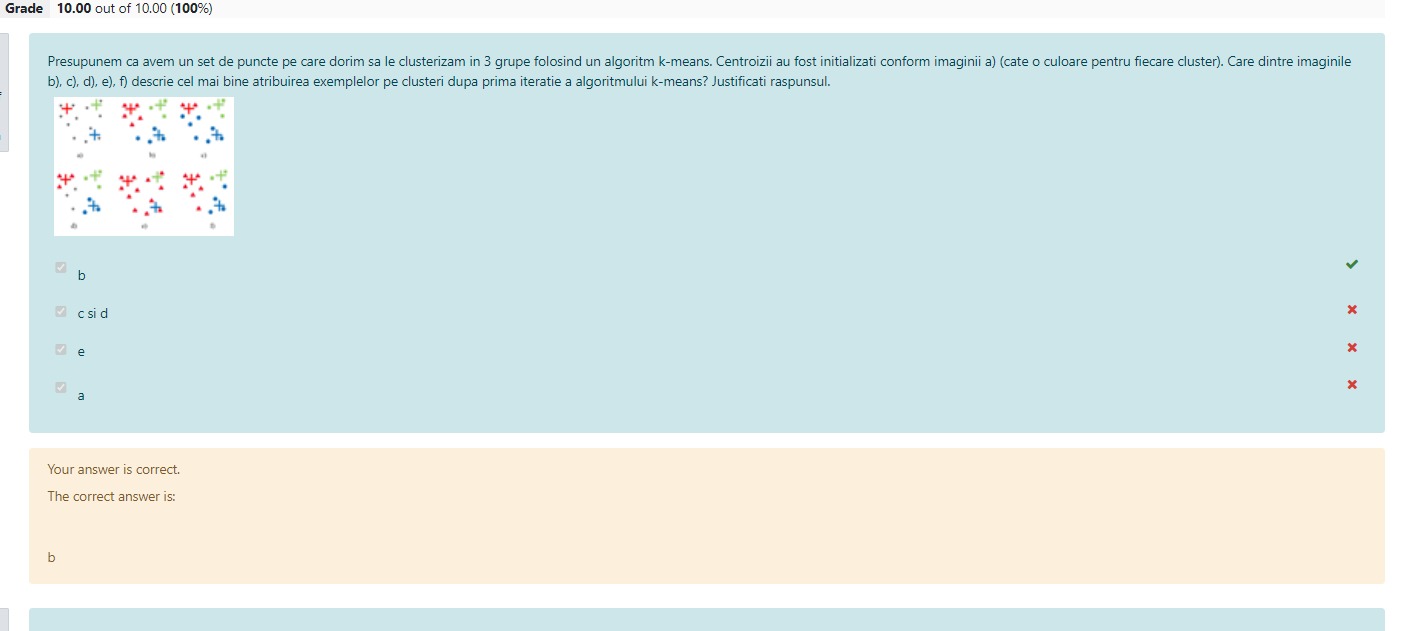 Grade 10.00 out of 10.00 (100%)
Presupunem ca avem un set de puncte pe care dorim sa le clusterizam in 3 grupe folosind un algoritm k-means. Centroizii au fost initializati conform imaginii a) (cate o culoare pentru fiecare cluster). Care dintre imaginile
b), c), d), e), f) descrie cel mai bine atribuirea exemplelor pe clusteri dupa prima iteratie a algoritmului k-means? Justificati raspunsul.
a) b) c)
d) e) f)
b
c si d
e
a
Your answer is correct.
The correct answer is:
b